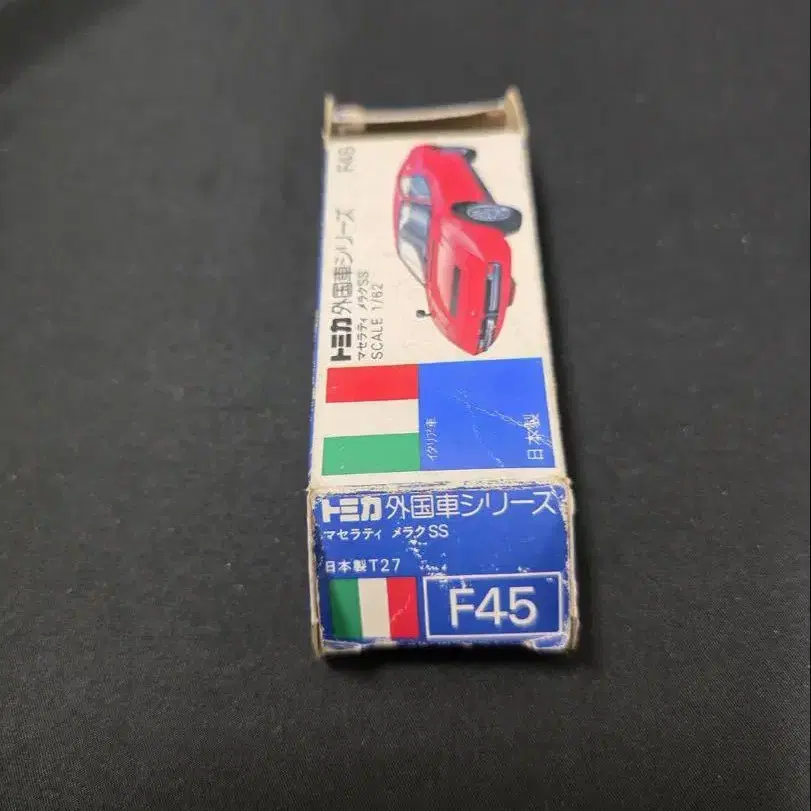 トミカ外国車シリーズ F45
マセラティ メラクSS
SCALE 1/62
イタリア車
日本製
トミカ外国車シリーズ
マセラティ メラクSS
日本製T27
F45